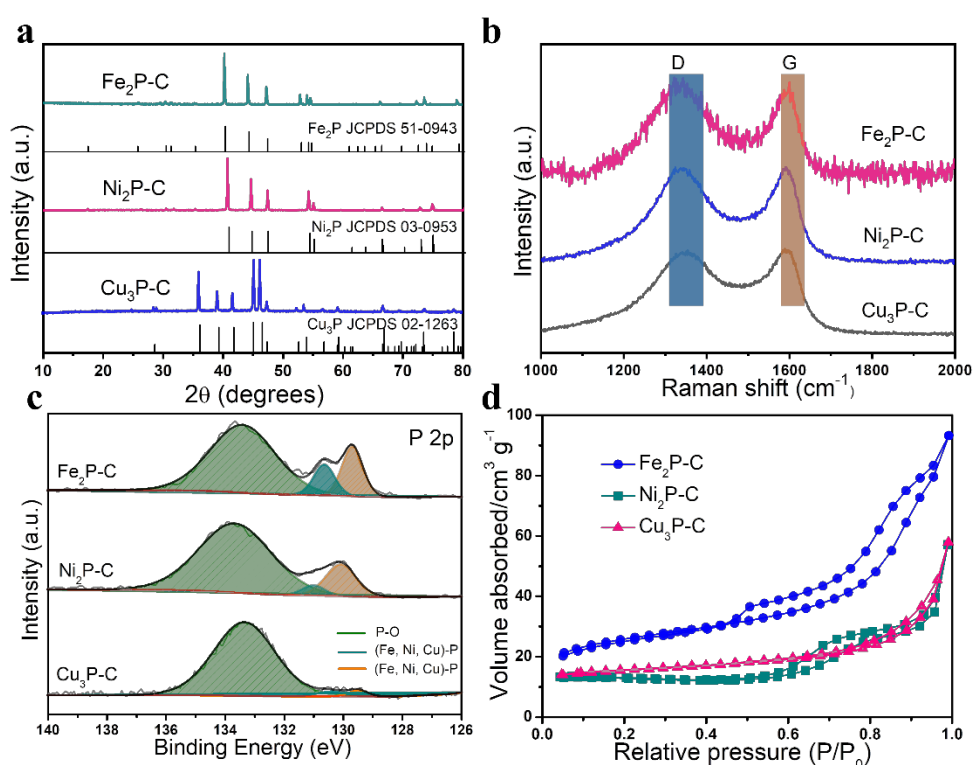 a
Intensity (a.u.)
Fe₂P-C
Fe₂P JCPDS 51-0943
Ni₂P-C
Ni₂P JCPDS 03-0953
Cu₃P-C
Cu₃P JCPDS 02-1263
10 20 30 40 50 60 70 80
2θ (degrees)
b
Intensity (a.u.)
D G
Fe₂P-C
Ni₂P-C
Cu₃P-C
1000 1200 1400 1600 1800 2000
Raman shift (cm⁻¹)
c
Intensity (a.u.)
P 2p
Fe₂P-C
Ni₂P-C
Cu₃P-C
P-O
(Fe, Ni, Cu)-P
(Fe, Ni, Cu)-P
140 138 136 134 132 130 128 126
Binding Energy (eV)
d
Volume absorbed/cm³ g⁻¹
100
80
60
40
20
0
Fe₂P-C
Ni₂P-C
Cu₃P-C
0.0 0.2 0.4 0.6 0.8 1.0
Relative pressure (P/P₀)